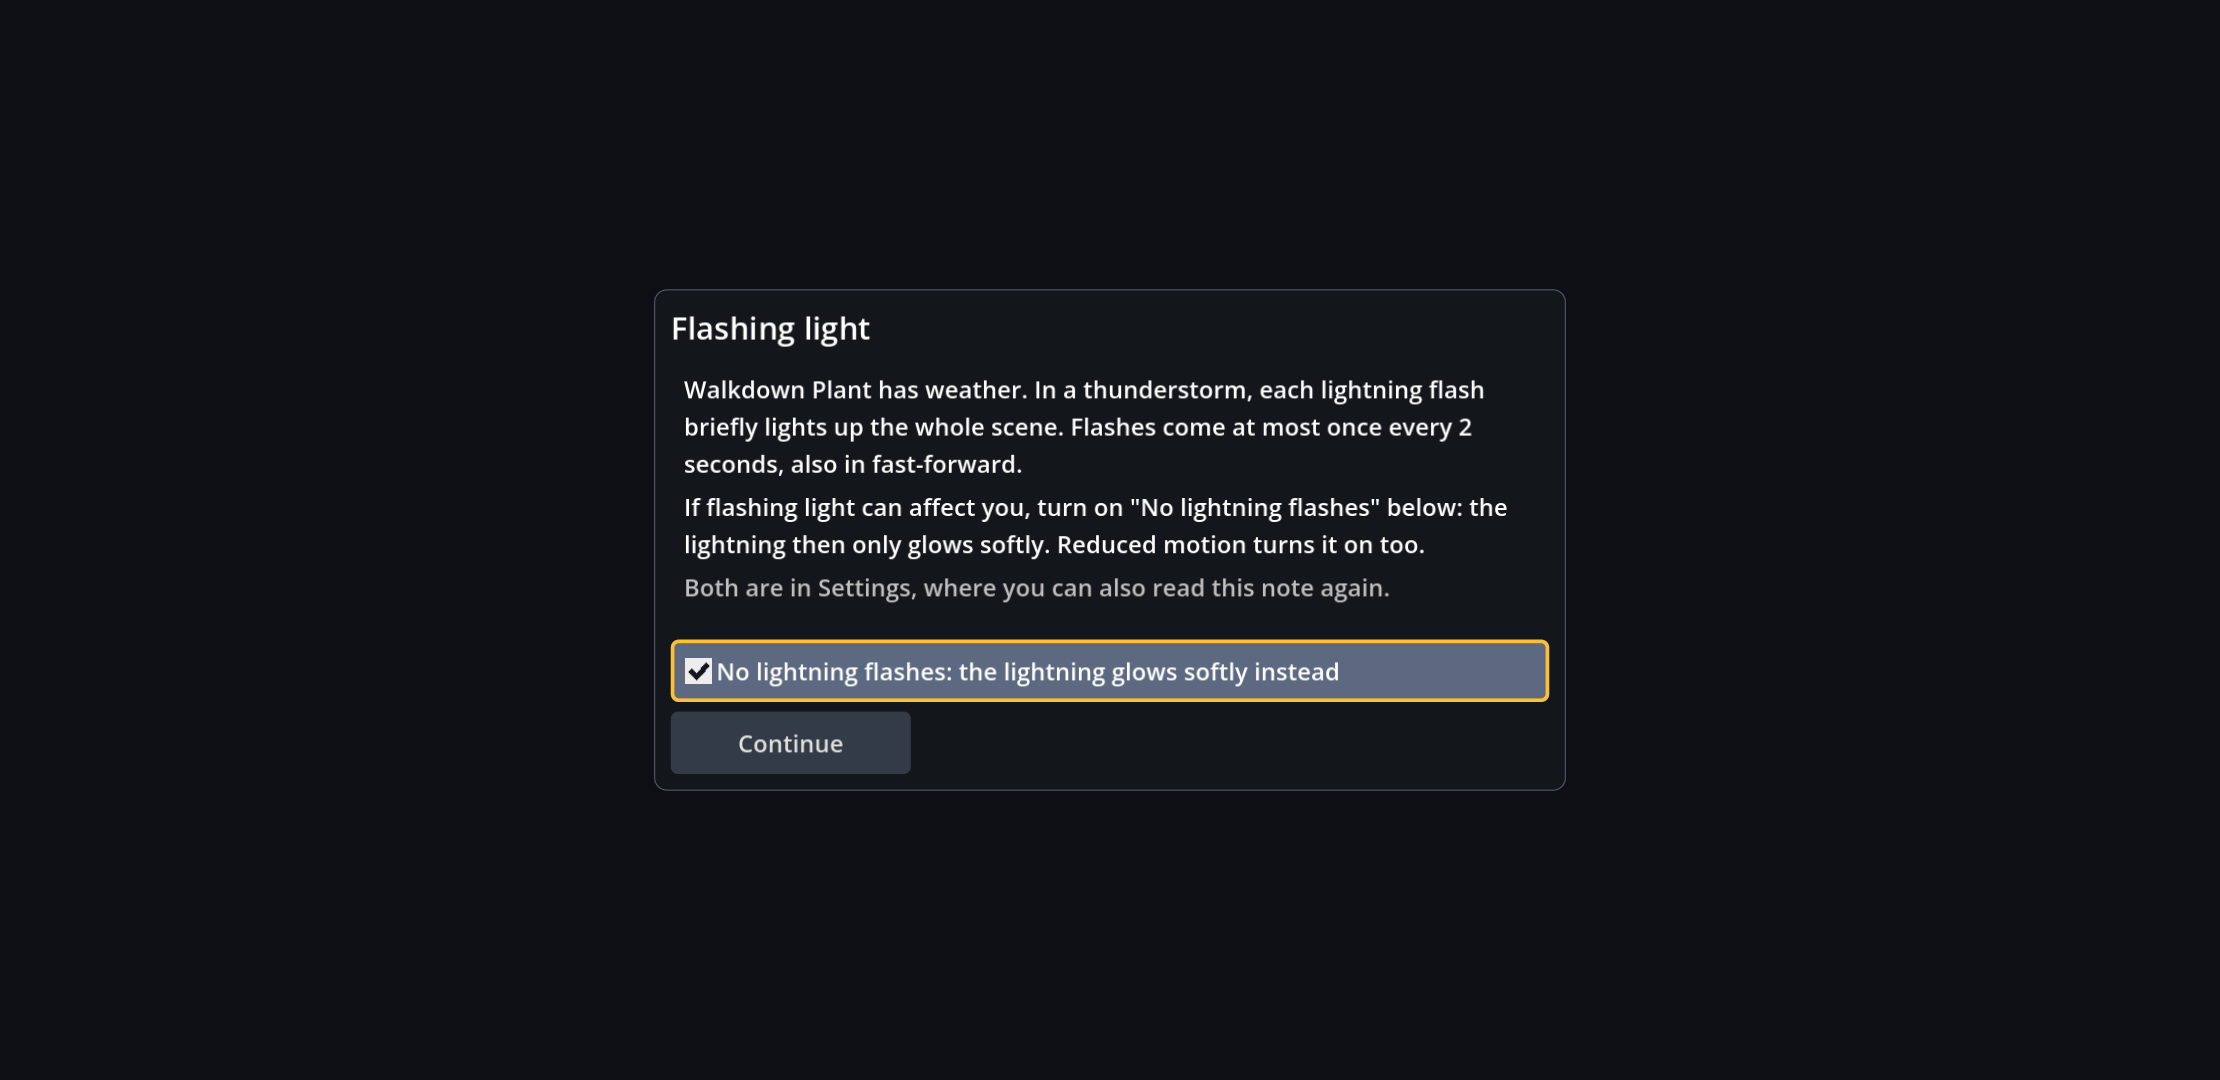 Flashing light
Walkdown Plant has weather. In a thunderstorm, each lightning flash
briefly lights up the whole scene. Flashes come at most once every 2
seconds, also in fast-forward.
If flashing light can affect you, turn on "No lightning flashes" below: the
lightning then only glows softly. Reduced motion turns it on too.
Both are in Settings, where you can also read this note again.
No lightning flashes: the lightning glows softly instead
Continue